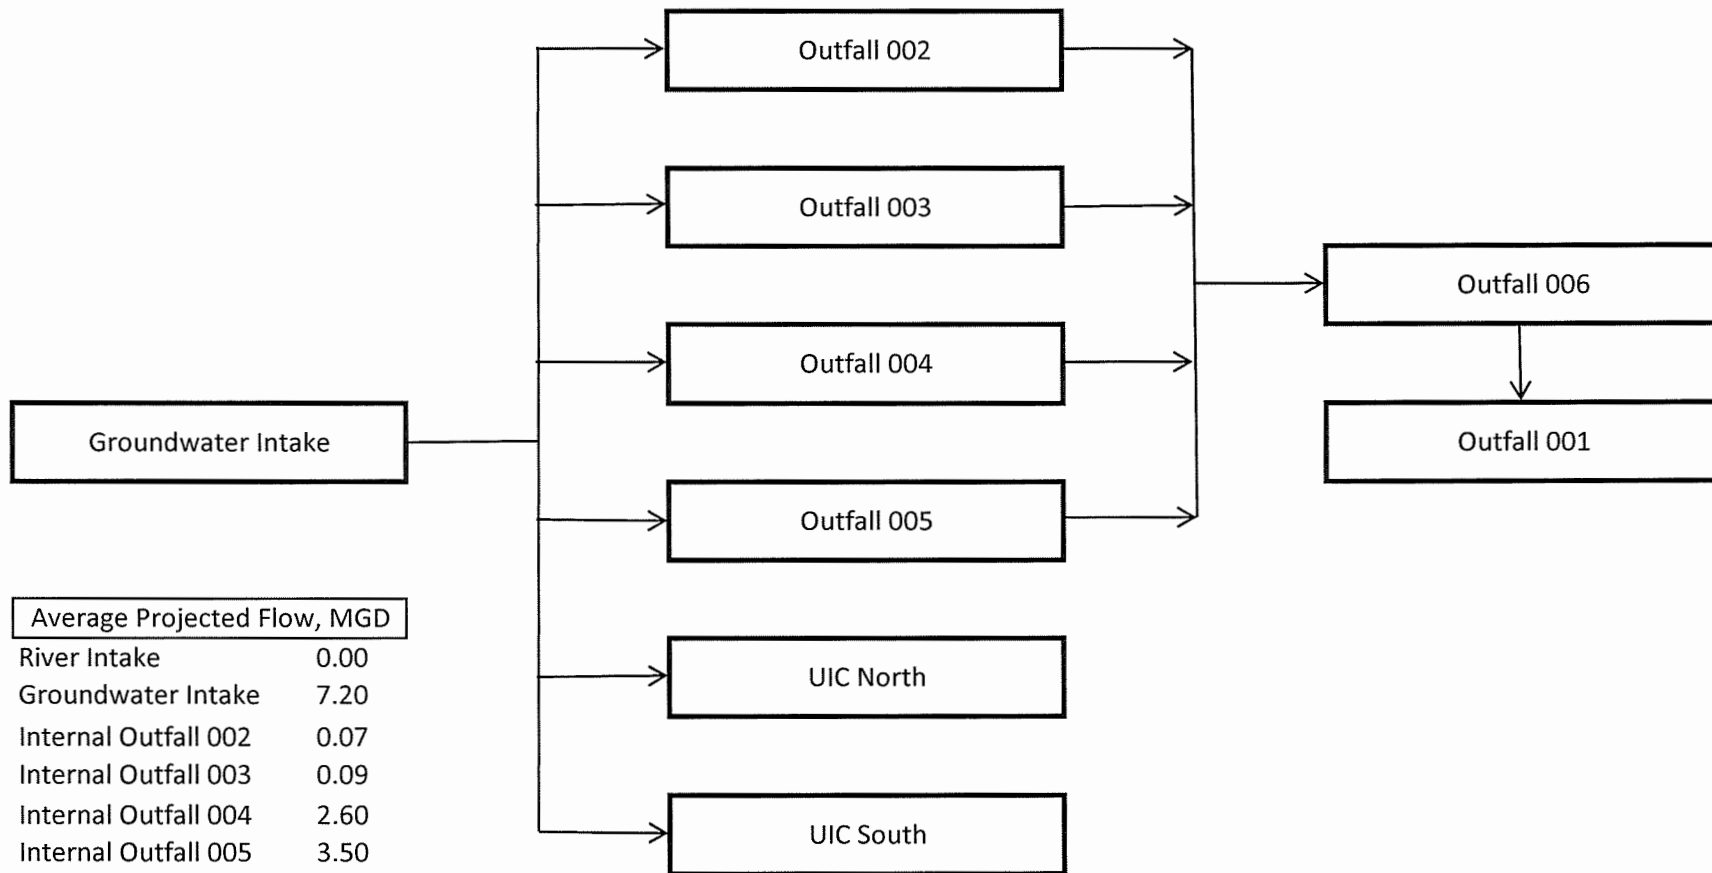 Outfall 002
Outfall 003
Outfall 006
Outfall 004
Groundwater Intake
Outfall 001
Outfall 005
Average Projected Flow, MGD
River Intake 0.00
Groundwater Intake 7.20
Internal Outfall 002 0.07
Internal Outfall 003 0.09
Internal Outfall 004 2.60
Internal Outfall 005 3.50
UIC North
UIC South